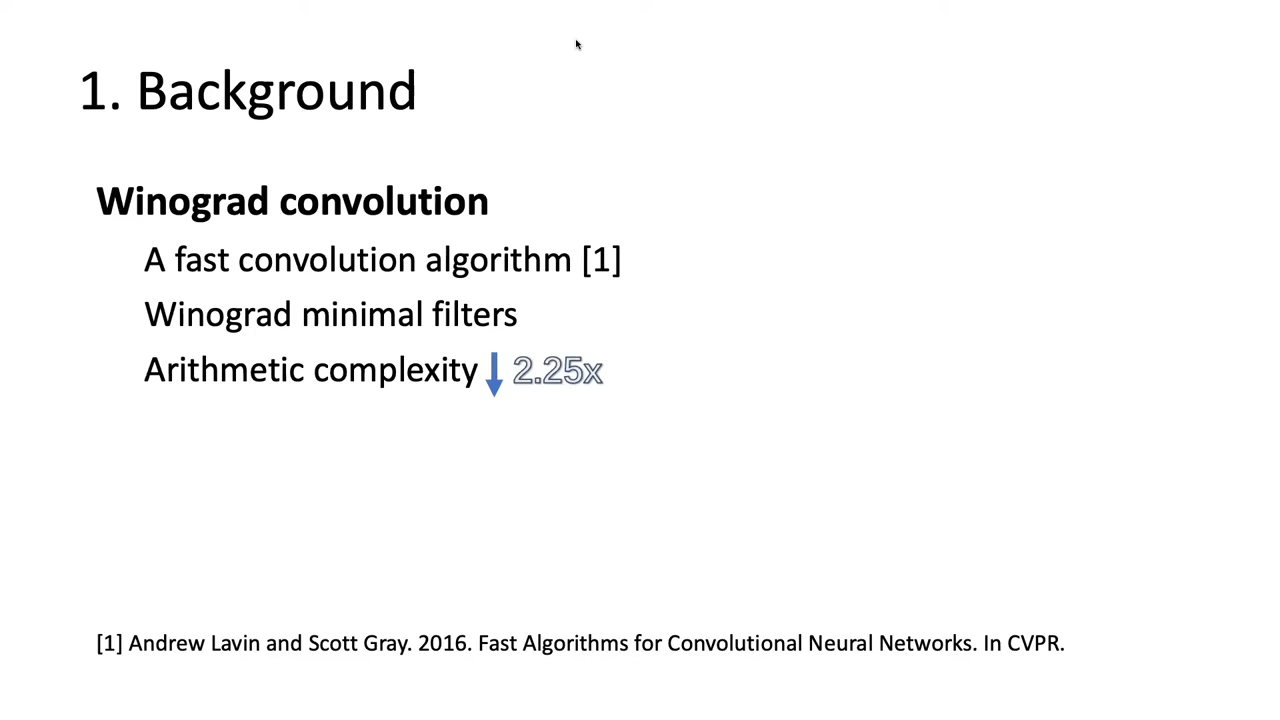 1. Background
Winograd convolution
A fast convolution algorithm [1]
Winograd minimal filters
Arithmetic complexity 2.25x
[1] Andrew Lavin and Scott Gray. 2016. Fast Algorithms for Convolutional Neural Networks. In CVPR.